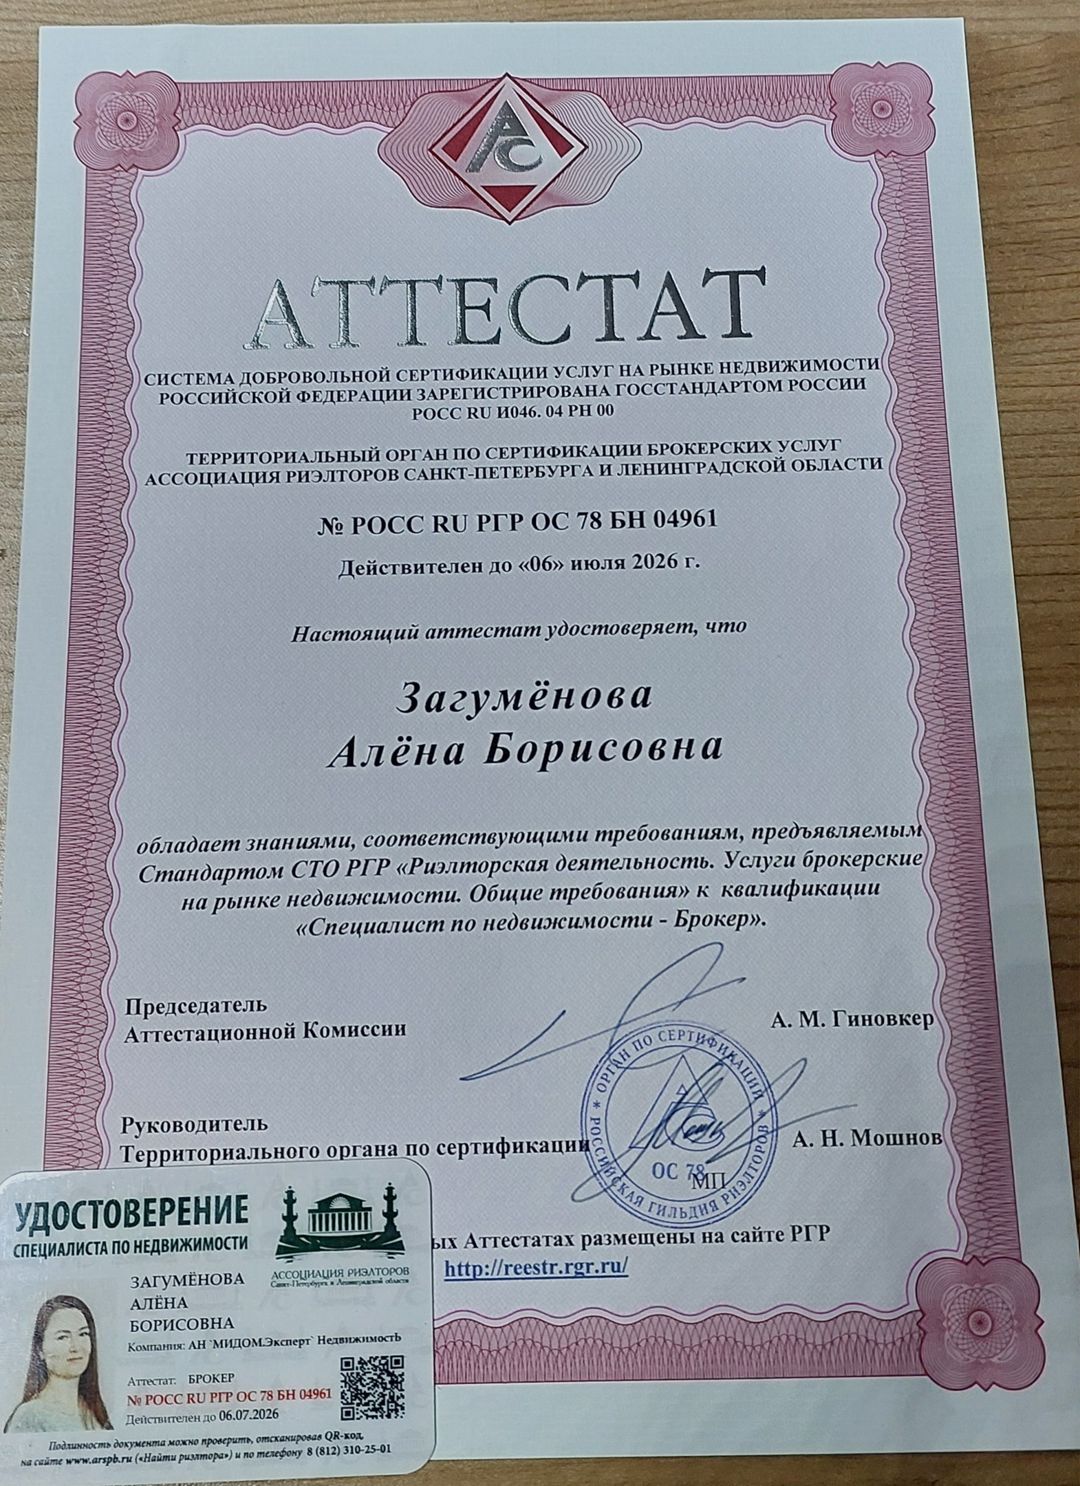 АС
АТТЕСТАТ
СИСТЕМА ДОБРОВОЛЬНОЙ СЕРТИФИКАЦИИ УСЛУГ НА РЫНКЕ НЕДВИЖИМОСТИ
РОССИЙСКОЙ ФЕДЕРАЦИИ ЗАРЕГИСТРИРОВАНА ГОССТАНДАРТОМ РОССИИ
РОСС RU И046. 04 РН 00
ТЕРРИТОРИАЛЬНЫЙ ОРГАН ПО СЕРТИФИКАЦИИ БРОКЕРСКИХ УСЛУГ
АССОЦИАЦИЯ РИЭЛТОРОВ САНКТ-ПЕТЕРБУРГА И ЛЕНИНГРАДСКОЙ ОБЛАСТИ
№ РОСС RU РГР ОС 78 БН 04961
Действителен до «06» июля 2026 г.
Настоящий аттестат удостоверяет, что
Загумёнова
Алёна Борисовна
обладает знаниями, соответствующими требованиям, предъявляемым
Стандартом СТО РГР «Риэлторская деятельность. Услуги брокерские
на рынке недвижимости. Общие требования» к квалификации
«Специалист по недвижимости - Брокер».
Председатель
Аттестационной Комиссии
А. М. Гиновкер
Руководитель
Территориального органа по сертификации
А. Н. Мошнов
* ОРГАН ПО СЕРТИФИКАЦИИ *
РОССИЙСКАЯ ГИЛЬДИЯ РИЭЛТОРОВ
ОС 78
МП
ых Аттестатах размещены на сайте РГР
http://reestr.rgr.ru/
УДОСТОВЕРЕНИЕ
СПЕЦИАЛИСТА ПО НЕДВИЖИМОСТИ
АССОЦИАЦИЯ РИЭЛТОРОВ
Санкт-Петербурга и Ленинградской области
ЗАГУМЁНОВА
АЛЁНА
БОРИСОВНА
Компания: АН `МИДОМ.Эксперт` Недвижимость
Аттестат: БРОКЕР
№ РОСС RU РГР ОС 78 БН 04961
Действителен до 06.07.2026
Подлинность документа можно проверить, отсканировав QR-код,
на сайте www.arspb.ru («Найти риэлтора») и по телефону 8 (812) 310-25-01